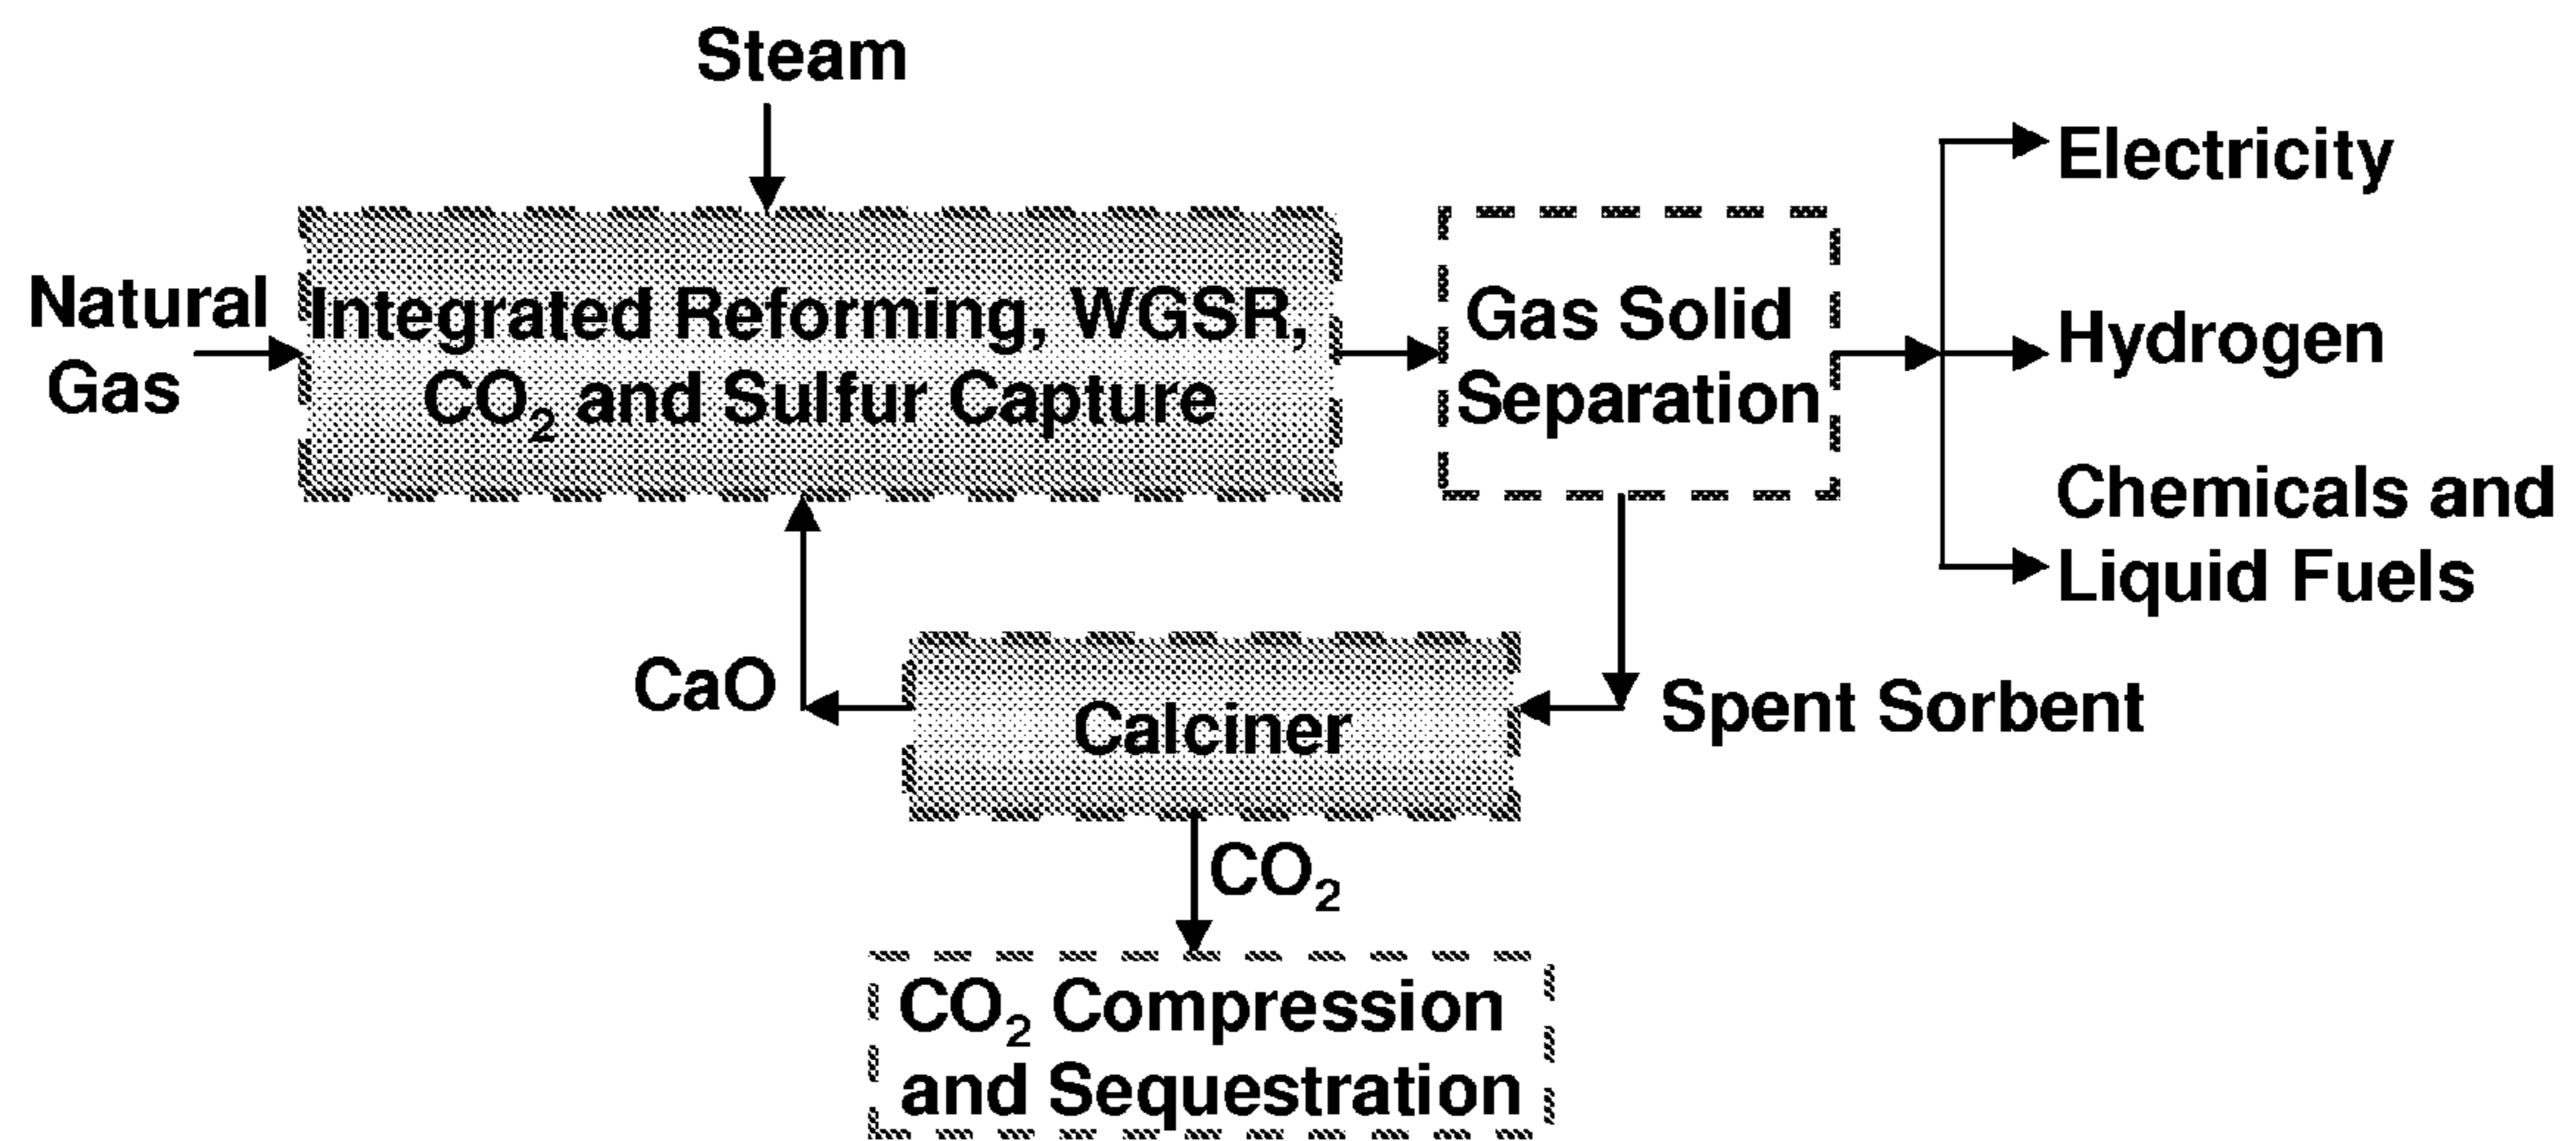 Steam
Natural
Gas
Integrated Reforming, WGSR,
CO₂ and Sulfur Capture
Gas Solid
Separation
Electricity
Hydrogen
Chemicals and
Liquid Fuels
CaO
Calciner
Spent Sorbent
CO₂
CO₂ Compression
and Sequestration